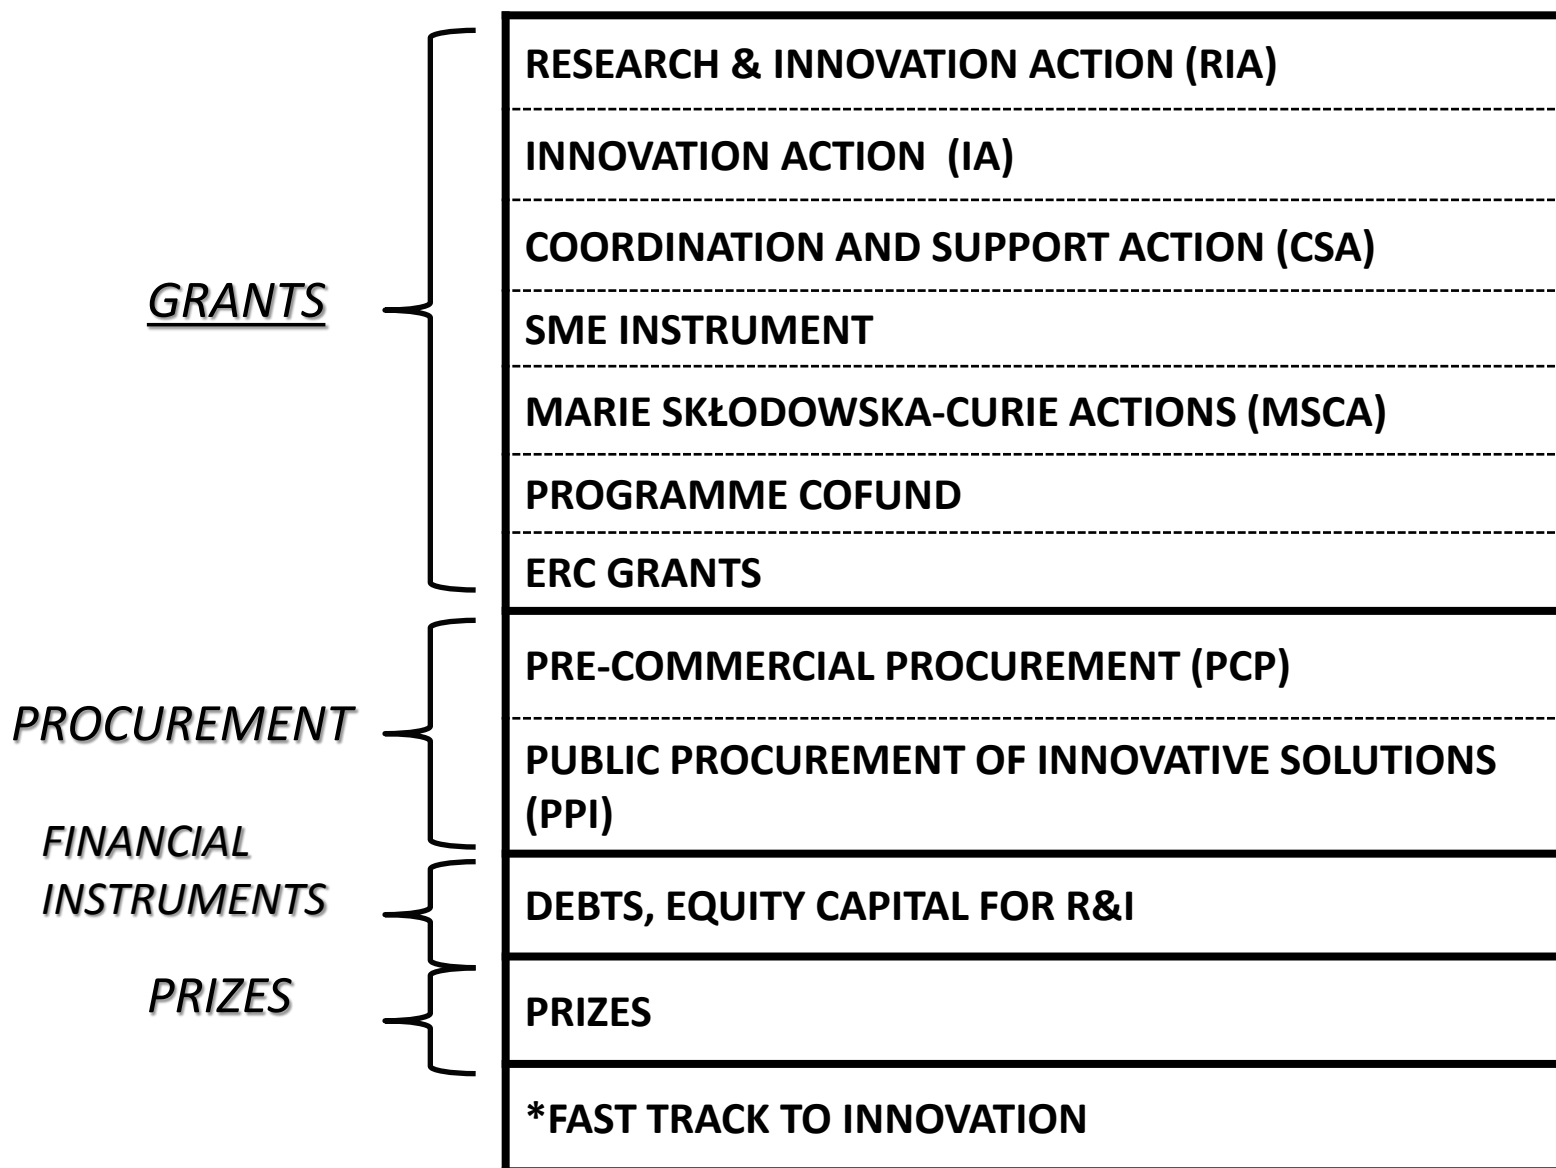 GRANTS
RESEARCH & INNOVATION ACTION (RIA)
INNOVATION ACTION (IA)
COORDINATION AND SUPPORT ACTION (CSA)
SME INSTRUMENT
MARIE SKŁODOWSKA-CURIE ACTIONS (MSCA)
PROGRAMME COFUND
ERC GRANTS
PROCUREMENT
PRE-COMMERCIAL PROCUREMENT (PCP)
PUBLIC PROCUREMENT OF INNOVATIVE SOLUTIONS
(PPI)
FINANCIAL
INSTRUMENTS
DEBTS, EQUITY CAPITAL FOR R&I
PRIZES
PRIZES
*FAST TRACK TO INNOVATION